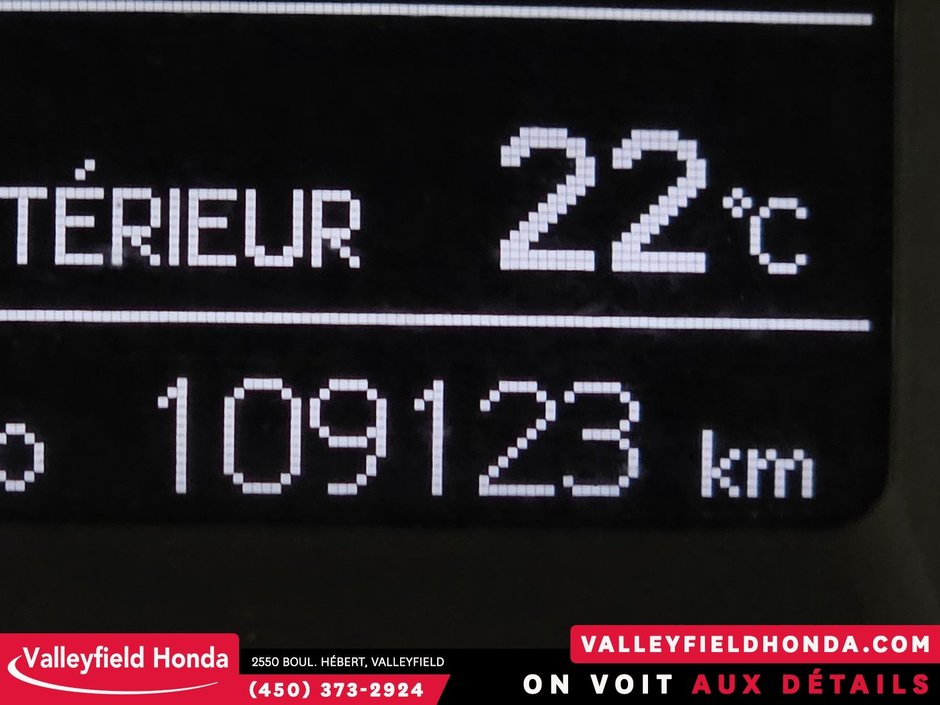 TÉRIEUR 22°C
o 109123 km
Valleyfield Honda
2550 BOUL. HÉBERT, VALLEYFIELD
(450) 373-2924
VALLEYFIELDHONDA.COM
ON VOIT AUX DÉTAILS